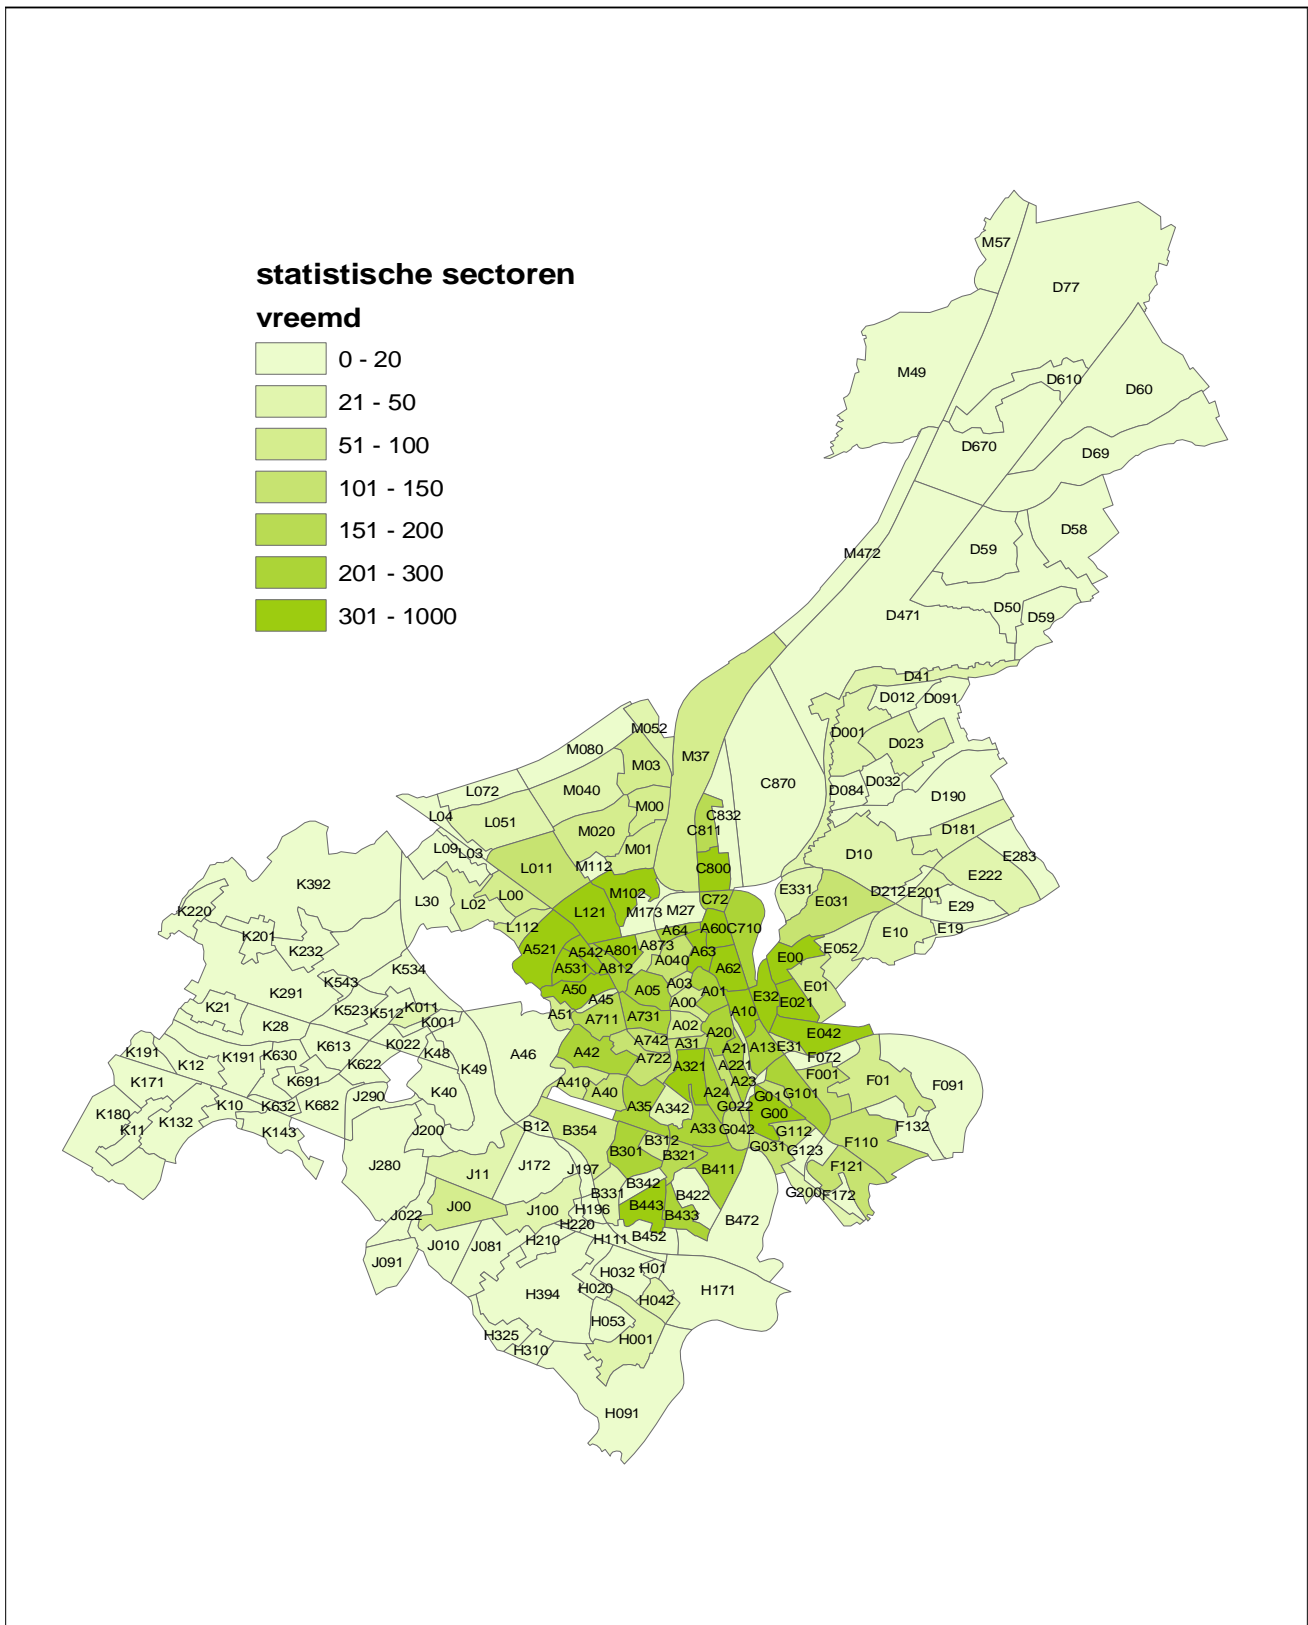 statistische sectoren
vreemd
0 - 20
21 - 50
51 - 100
101 - 150
151 - 200
201 - 300
301 - 1000
M57
D77
M49
D610
D60
D670
D69
D58
M472
D59
D50
D471
D59
D41
D012
D091
M052
D001
M080
D023
M37
M03
D032
C870
D084
L072
M040
D190
M00
L04
L051
C832
M020
C811
D181
M01
L09
L03
D10
E283
M112
L011
C800
E222
K392
E331
D212
E201
M102
L00
C72
E031
L30
L02
E29
K220
L121
M173
M27
L112
A60
C710
E19
A64
E10
K201
A873
A521
A542
A801
A63
E052
K232
E00
A040
K534
A531
A812
A62
K543
A03
E01
K291
A50
A05
A01
E32
A45
A00
E021
K21
K011
K523
K512
A10
A51
A711
A731
K001
A02
K28
A20
E042
A742
A31
K022
K613
A21
A13
E31
K191
K48
A46
A42
K191
K630
A722
F072
K12
K622
A321
A221
K49
F001
F01
K171
K691
A23
F091
A410
A40
A24
G01
G101
K40
J290
K10
K632
K682
A35
A342
G022
G00
K180
K132
F132
K11
K143
J200
B12
B354
A33
G042
G112
B312
F110
G031
G123
B301
B321
J280
J172
F121
J11
J197
B411
B342
B331
B422
G200
F172
J00
B443
J100
H196
B433
J022
B472
H220
B452
H210
H111
J010
J081
J091
H01
H032
H020
H171
H394
H042
H053
H325
H001
H310
H091